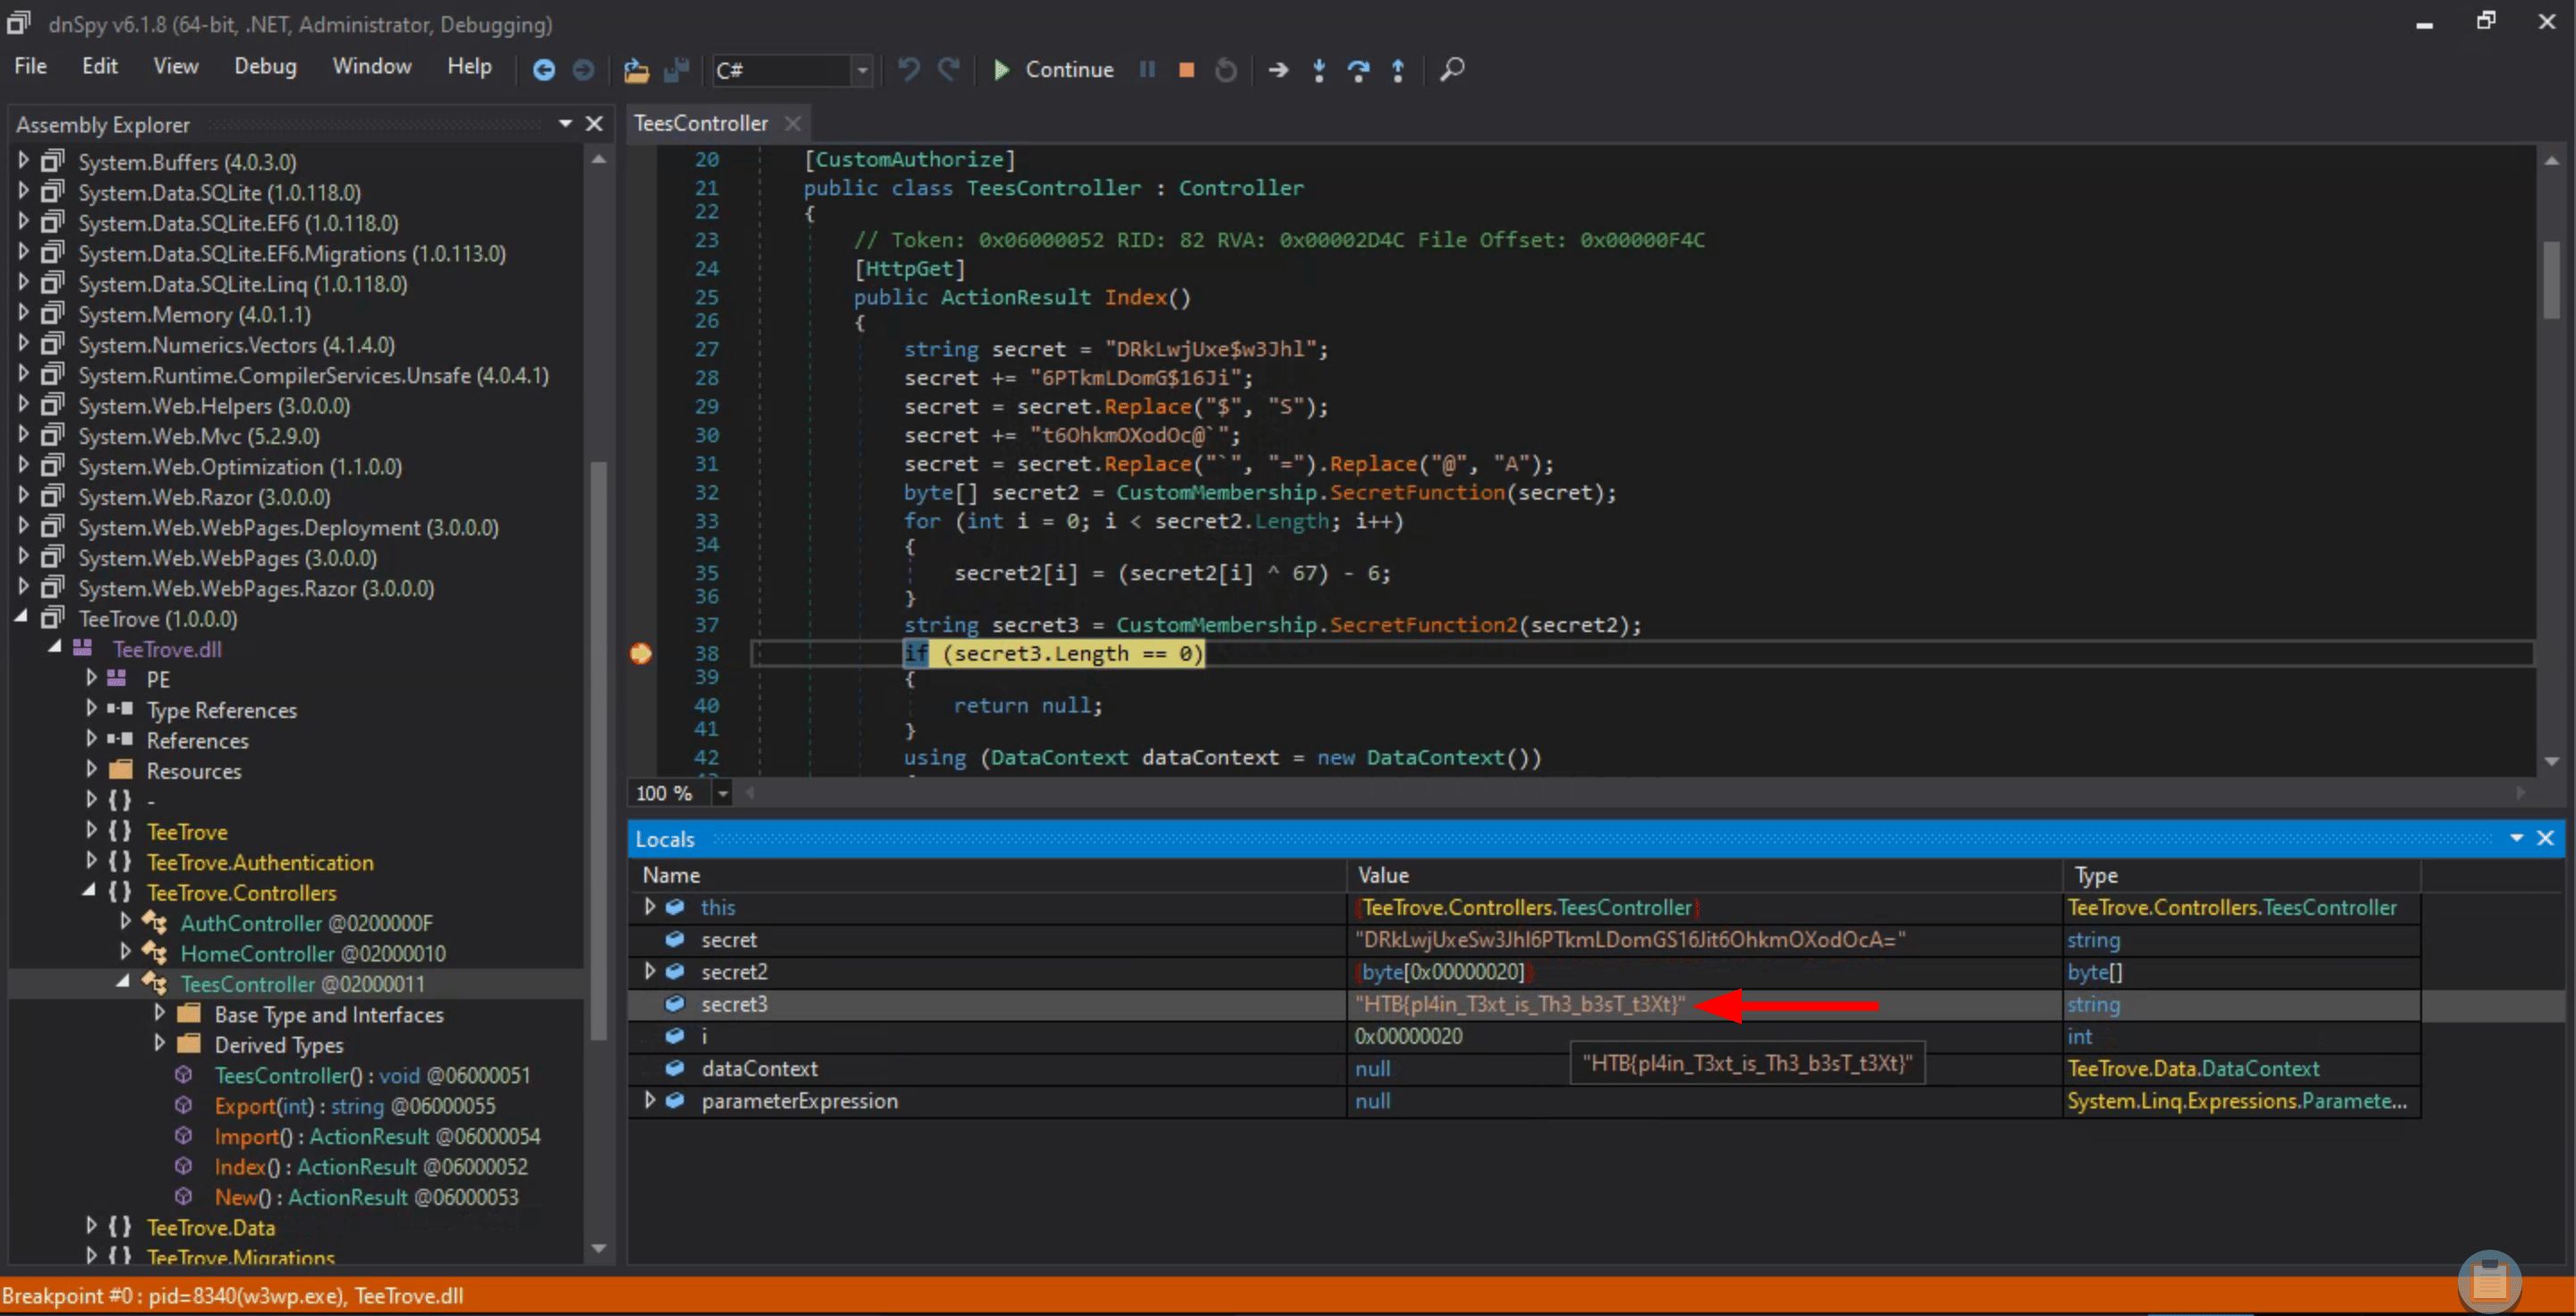 dnSpy v6.1.8 (64-bit, .NET, Administrator, Debugging)
File Edit View Debug Window Help C# Continue
Assembly Explorer
System.Buffers (4.0.3.0)
System.Data.SQLite (1.0.118.0)
System.Data.SQLite.EF6 (1.0.118.0)
System.Data.SQLite.EF6.Migrations (1.0.113.0)
System.Data.SQLite.Linq (1.0.118.0)
System.Memory (4.0.1.1)
System.Numerics.Vectors (4.1.4.0)
System.Runtime.CompilerServices.Unsafe (4.0.4.1)
System.Web.Helpers (3.0.0.0)
System.Web.Mvc (5.2.9.0)
System.Web.Optimization (1.1.0.0)
System.Web.Razor (3.0.0.0)
System.Web.WebPages.Deployment (3.0.0.0)
System.Web.WebPages (3.0.0.0)
System.Web.WebPages.Razor (3.0.0.0)
TeeTrove (1.0.0.0)
TeeTrove.dll
PE
Type References
References
Resources
{ } -
{ } TeeTrove
{ } TeeTrove.Authentication
{ } TeeTrove.Controllers
AuthController @0200000F
HomeController @02000010
TeesController @02000011
Base Type and Interfaces
Derived Types
TeesController() : void @06000051
Export(int) : string @06000055
Import() : ActionResult @06000054
Index() : ActionResult @06000052
New() : ActionResult @06000053
{ } TeeTrove.Data
{ } TeeTrove.Migrations
TeesController
20 [CustomAuthorize]
21 public class TeesController : Controller
22 {
23 // Token: 0x06000052 RID: 82 RVA: 0x00002D4C File Offset: 0x00000F4C
24 [HttpGet]
25 public ActionResult Index()
26 {
27 string secret = "DRkLwjUxe$w3Jhl";
28 secret += "6PTkmLDomG$16Ji";
29 secret = secret.Replace("$", "S");
30 secret += "t6OhkmOXodOc@`";
31 secret = secret.Replace("`", "=").Replace("@", "A");
32 byte[] secret2 = CustomMembership.SecretFunction(secret);
33 for (int i = 0; i < secret2.Length; i++)
34 {
35 secret2[i] = (secret2[i] ^ 67) - 6;
36 }
37 string secret3 = CustomMembership.SecretFunction2(secret2);
38 if (secret3.Length == 0)
39 {
40 return null;
41 }
42 using (DataContext dataContext = new DataContext())
100 %
Locals
Name Value Type
this {TeeTrove.Controllers.TeesController} TeeTrove.Controllers.TeesController
secret "DRkLwjUxeSw3Jhl6PTkmLDomGS16Jit6OhkmOXodOcA=" string
secret2 {byte[0x00000020]} byte[]
secret3 "HTB{pl4in_T3xt_is_Th3_b3sT_t3Xt}" string
i 0x00000020 int
"HTB{pl4in_T3xt_is_Th3_b3sT_t3Xt}"
dataContext null TeeTrove.Data.DataContext
parameterExpression null System.Linq.Expressions.Paramete...
Breakpoint #0 : pid=8340(w3wp.exe), TeeTrove.dll